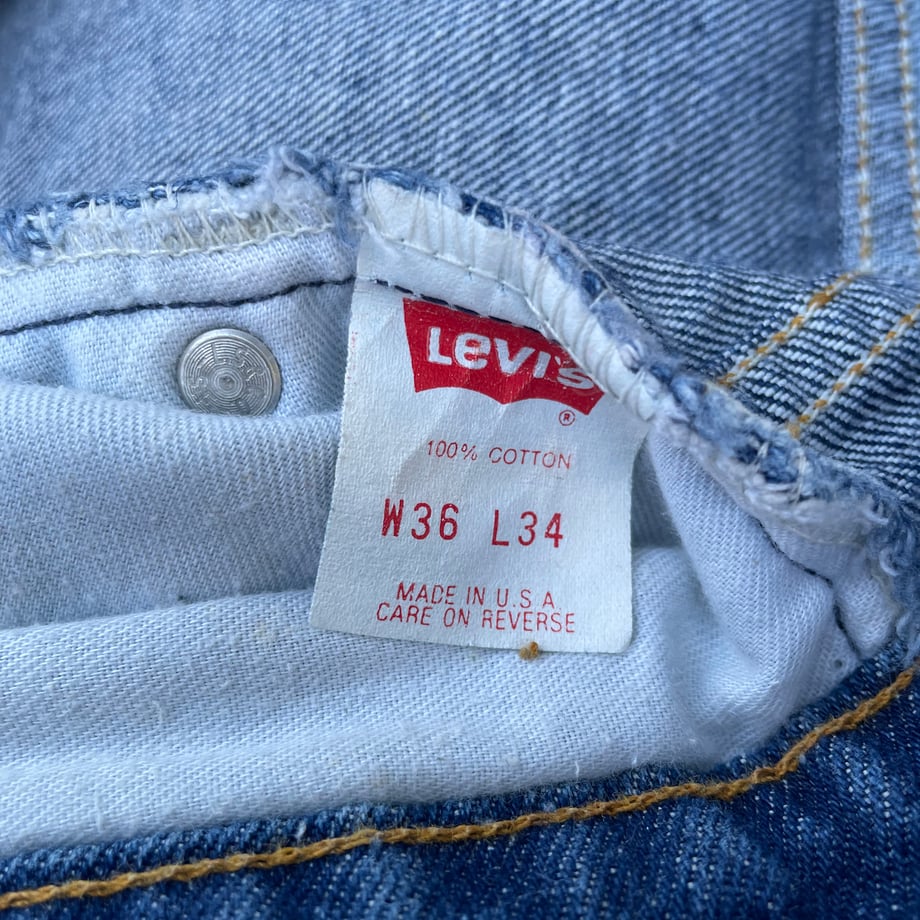 LEVI'S
®
100% COTTON
W36 L34
MADE IN U.S.A.
CARE ON REVERSE